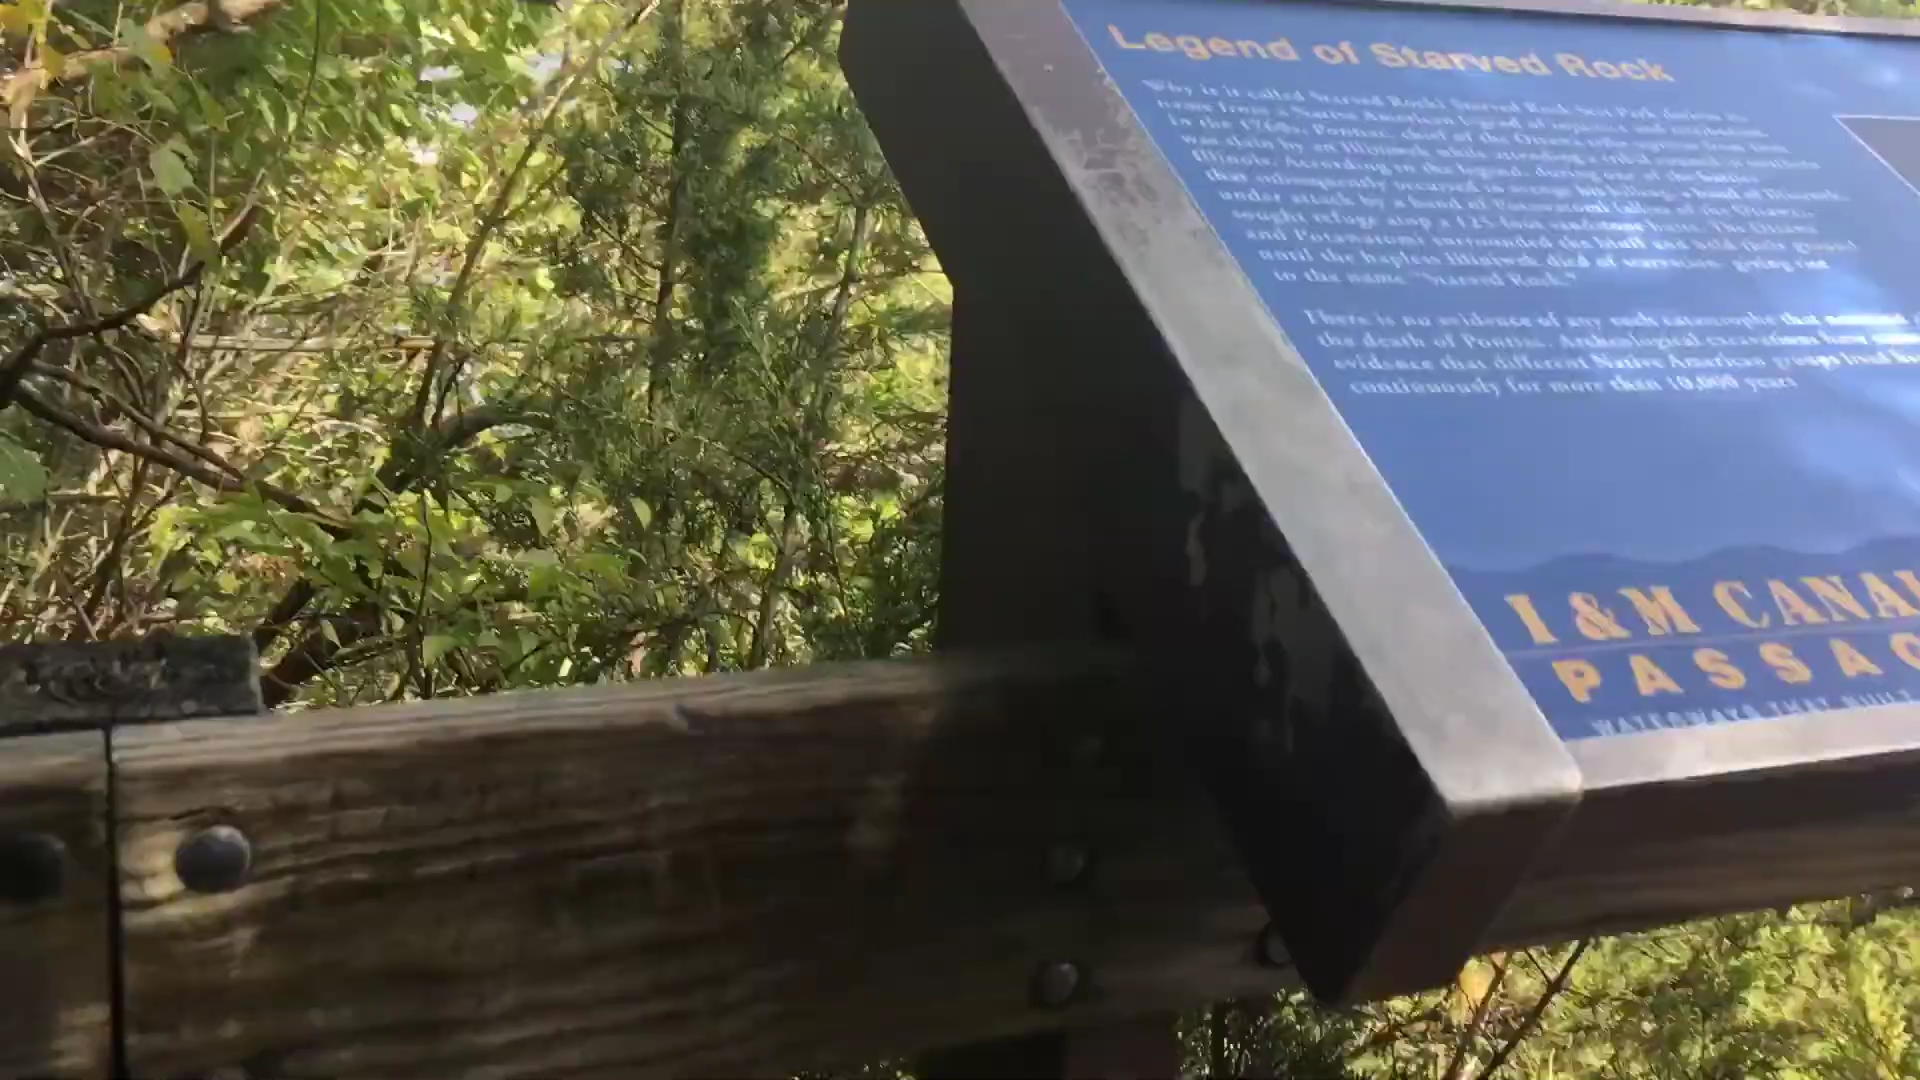 Legend of Starved Rock
Why is it called Starved Rock? Starved Rock State Park derives its
name from a Native American legend of injustice and retribution.
In the 1760s, Pontiac, chief of the Ottawa tribe upriver from
was slain by an Illiniwek while attending a tribal council in southern
Illinois. According to the legend, during one of the battles
that subsequently occurred to avenge his killing, a band of Illiniwek,
under attack by a band of Potawatomi (allies of the Ottawa),
sought refuge atop a 125-foot sandstone butte. The Ottawa
and Potawatomi surrounded the bluff and held their ground
until the hapless Illiniwek died of starvation- giving rise
to the name "Starved Rock."
There is no evidence of any such catastrophe that
the death of Pontiac. Archeological excavations have
evidence that different Native American groups lived
continuously for more than 10,000 years
I & M CANAL
PASSAG
WATERWAYS THAT BUILT